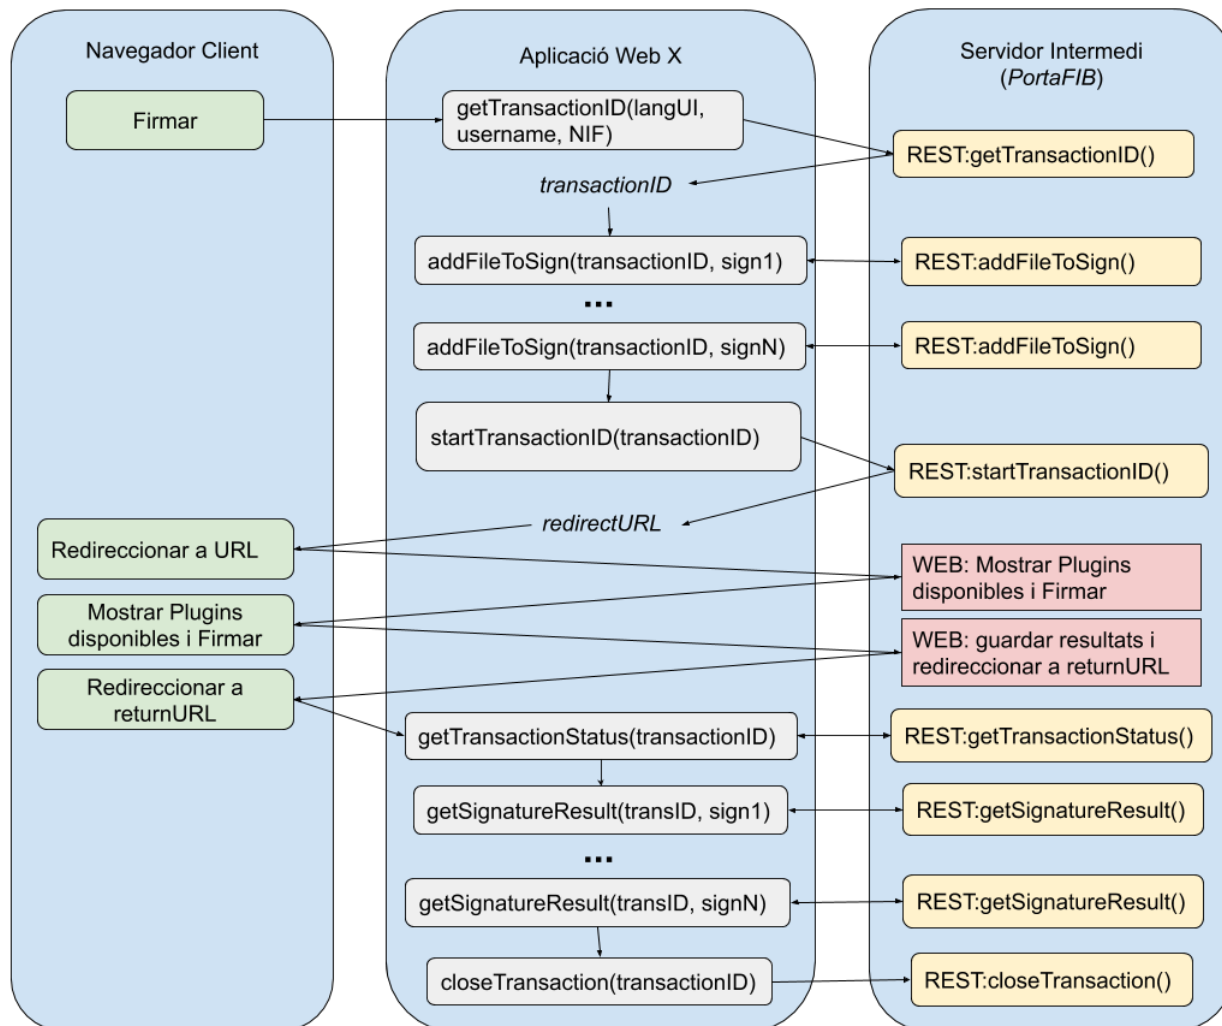 Navegador Client
Aplicació Web X
Servidor Intermedi
(PortaFIB)
Firmar
getTransactionID(langUI,
username, NIF)
REST:getTransactionID()
transactionID
addFileToSign(transactionID, sign1)
REST:addFileToSign()
...
addFileToSign(transactionID, signN)
REST:addFileToSign()
startTransactionID(transactionID)
REST:startTransactionID()
redirectURL
Redireccionar a URL
WEB: Mostrar Plugins
disponibles i Firmar
Mostrar Plugins
disponibles i Firmar
WEB: guardar resultats i
redireccionar a returnURL
Redireccionar a
returnURL
getTransactionStatus(transactionID)
REST:getTransactionStatus()
getSignatureResult(transID, sign1)
REST:getSignatureResult()
...
getSignatureResult(transID, signN)
REST:getSignatureResult()
closeTransaction(transactionID)
REST:closeTransaction()